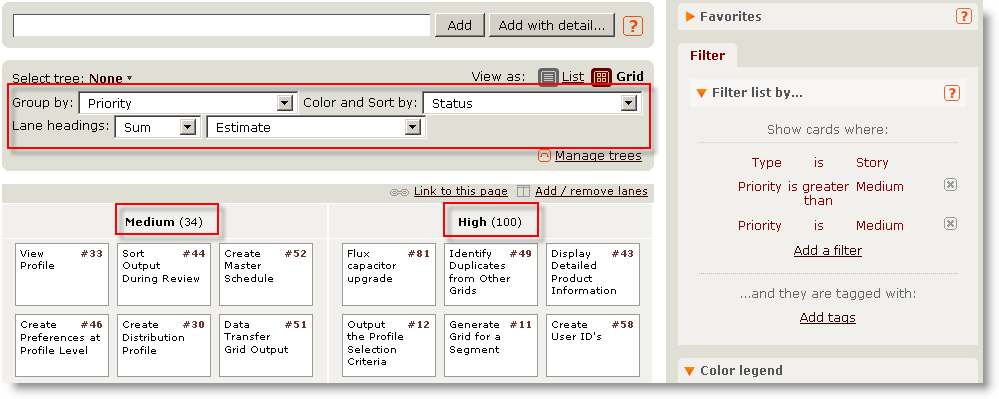 Add
Add with detail...
?
Select tree: None
View as: List Grid
Group by: Priority
Color and Sort by: Status
Lane headings: Sum Estimate
Manage trees
Link to this page
Add / remove lanes
Medium (34)
High (100)
View
Profile
#33
Sort
Output
During Review
#44
Create
Master
Schedule
#52
Flux
capacitor
upgrade
#81
Identify
Duplicates
from Other
Grids
#49
Display
Detailed
Product
Information
#43
Create
Preferences at
Profile Level
#46
Create
Distribution
Profile
#30
Data
Transfer
Grid Output
#51
Output
the Profile
Selection
Criteria
#12
Generate
Grid for a
Segment
#11
Create
User ID's
#58
Favorites
?
Filter
Filter list by...
?
Show cards where:
Type is Story
Priority is greater than Medium
Priority is Medium
Add a filter
...and they are tagged with:
Add tags
Color legend